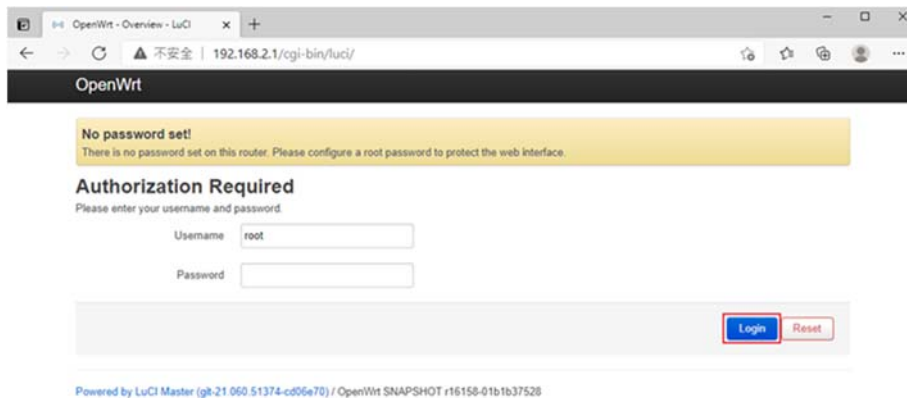 OpenWrt - Overview - LuCI
不安全 | 192.168.2.1/cgi-bin/luci/
OpenWrt
No password set!
There is no password set on this router. Please configure a root password to protect the web interface.
Authorization Required
Please enter your username and password.
Username root
Password
Login Reset
Powered by LuCI Master (git-21.060.51374-cd06e70) / OpenWrt SNAPSHOT r16158-01b1b37528